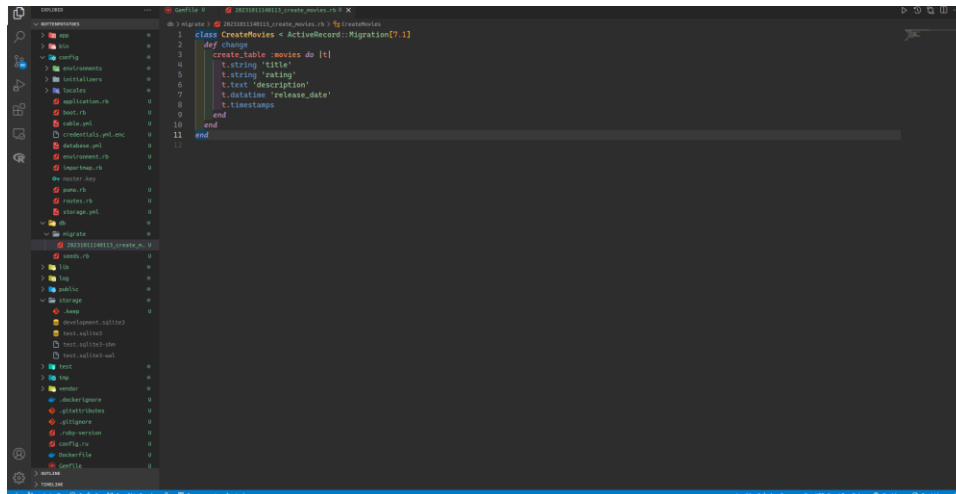 EXPLORER
ROTTENPOTATOES
app
bin
config
environments
initializers
locales
application.rb U
boot.rb U
cable.yml U
credentials.yml.enc U
database.yml U
environment.rb U
importmap.rb U
master.key
puma.rb U
routes.rb U
storage.yml U
db
migrate
20231011140113_create_m... U
seeds.rb U
lib
log
public
storage
.keep U
development.sqlite3
test.sqlite3
test.sqlite3-shm
test.sqlite3-wal
test
tmp
vendor
.dockerignore U
.gitattributes U
.gitignore U
.ruby-version U
config.ru U
Dockerfile U
Gemfile U
OUTLINE
TIMELINE
Gemfile U
20231011140113_create_movies.rb U X
db > migrate > 20231011140113_create_movies.rb > CreateMovies
1 class CreateMovies < ActiveRecord::Migration[7.1]
2 def change
3 create_table :movies do |t|
4 t.string 'title'
5 t.string 'rating'
6 t.text 'description'
7 t.datatime 'release_date'
8 t.timestamps
9 end
10 end
11 end
12